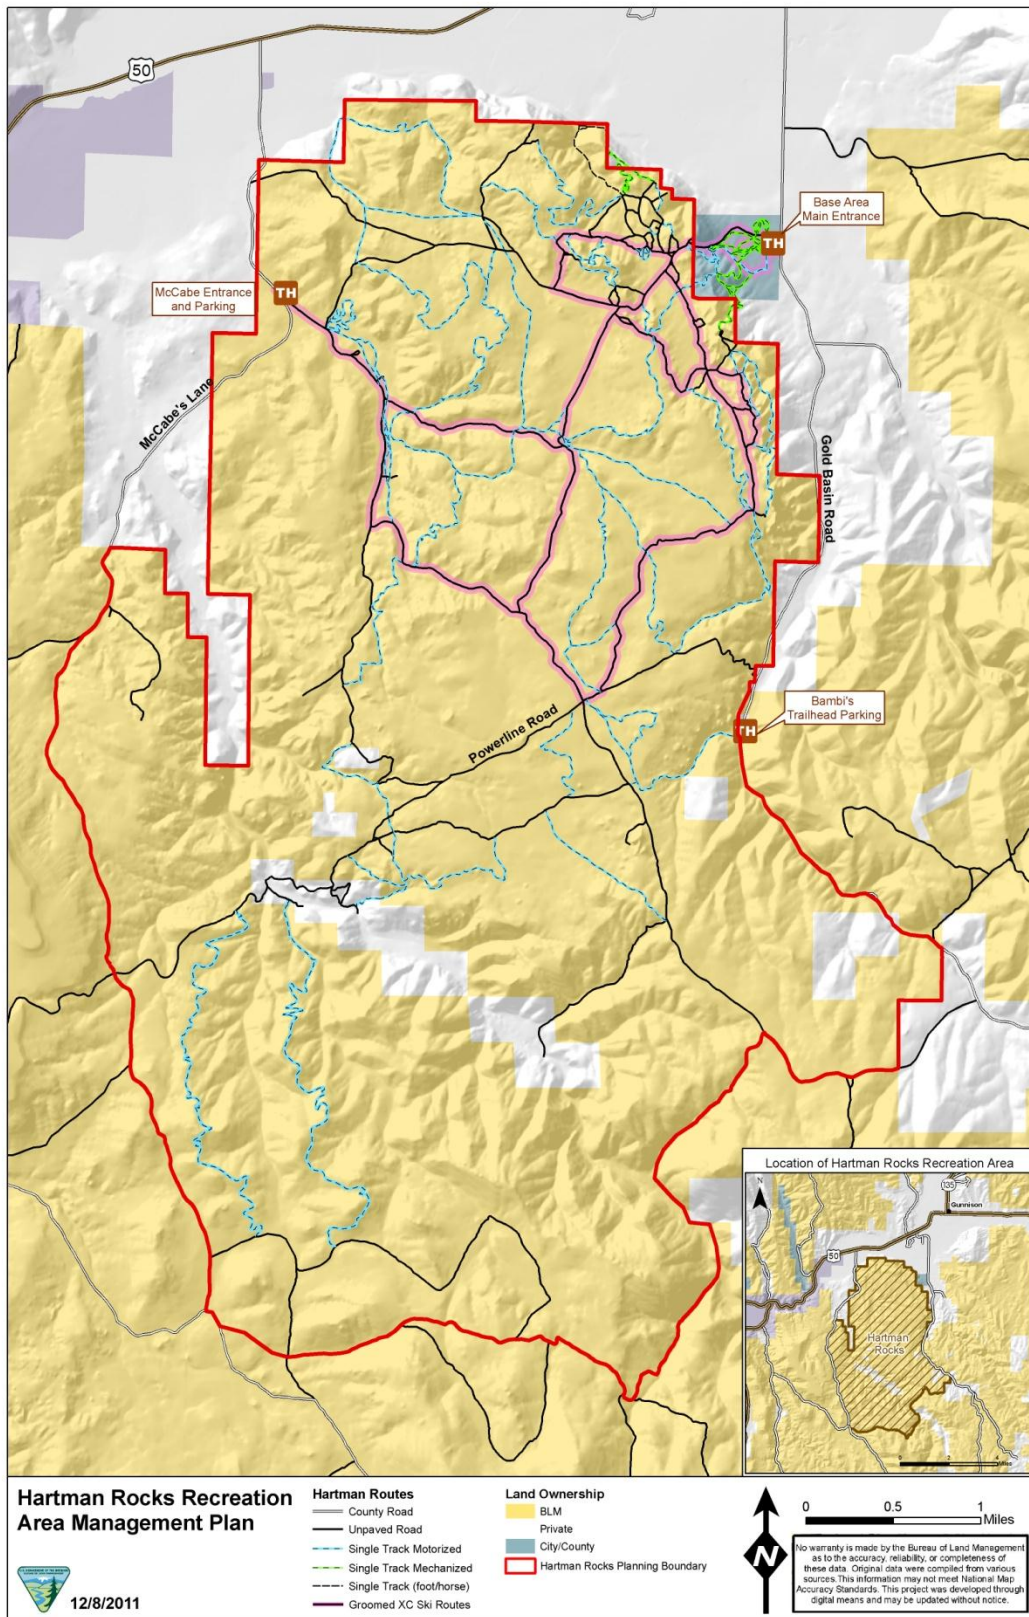 50
Base Area
Main Entrance
TH
McCabe Entrance
and Parking
TH
McCabe's Lane
Gold Basin Road
Powerline Road
Bambi's
Trailhead Parking
TH
Location of Hartman Rocks Recreation Area
N
135
Gunnison
50
Hartman
Rocks
0 2 4
Miles
Hartman Rocks Recreation
Area Management Plan
12/8/2011
Hartman Routes
County Road
Unpaved Road
Single Track Motorized
Single Track Mechanized
Single Track (foot/horse)
Groomed XC Ski Routes
Land Ownership
BLM
Private
City/County
Hartman Rocks Planning Boundary
N
0 0.5 1
Miles
No warranty is made by the Bureau of Land Management
as to the accuracy, reliability, or completeness of
these data. Original data were compiled from various
sources. This information may not meet National Map
Accuracy Standards. This project was developed through
digital means and may be updated without notice.